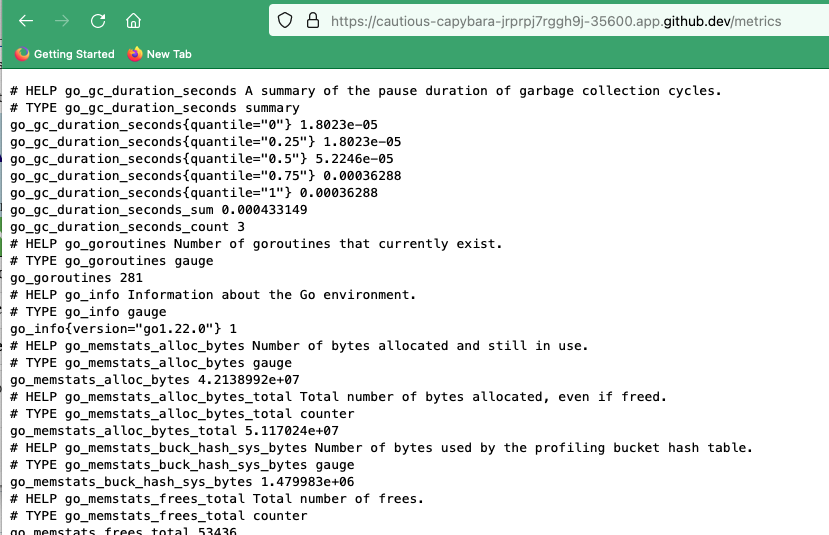 https://cautious-capybara-jrprpj7rggh9j-35600.app.github.dev/metrics
Getting Started New Tab
# HELP go_gc_duration_seconds A summary of the pause duration of garbage collection cycles.
# TYPE go_gc_duration_seconds summary
go_gc_duration_seconds{quantile="0"} 1.8023e-05
go_gc_duration_seconds{quantile="0.25"} 1.8023e-05
go_gc_duration_seconds{quantile="0.5"} 5.2246e-05
go_gc_duration_seconds{quantile="0.75"} 0.00036288
go_gc_duration_seconds{quantile="1"} 0.00036288
go_gc_duration_seconds_sum 0.000433149
go_gc_duration_seconds_count 3
# HELP go_goroutines Number of goroutines that currently exist.
# TYPE go_goroutines gauge
go_goroutines 281
# HELP go_info Information about the Go environment.
# TYPE go_info gauge
go_info{version="go1.22.0"} 1
# HELP go_memstats_alloc_bytes Number of bytes allocated and still in use.
# TYPE go_memstats_alloc_bytes gauge
go_memstats_alloc_bytes 4.2138992e+07
# HELP go_memstats_alloc_bytes_total Total number of bytes allocated, even if freed.
# TYPE go_memstats_alloc_bytes_total counter
go_memstats_alloc_bytes_total 5.117024e+07
# HELP go_memstats_buck_hash_sys_bytes Number of bytes used by the profiling bucket hash table.
# TYPE go_memstats_buck_hash_sys_bytes gauge
go_memstats_buck_hash_sys_bytes 1.479983e+06
# HELP go_memstats_frees_total Total number of frees.
# TYPE go_memstats_frees_total counter
go_memstats_frees_total 53436